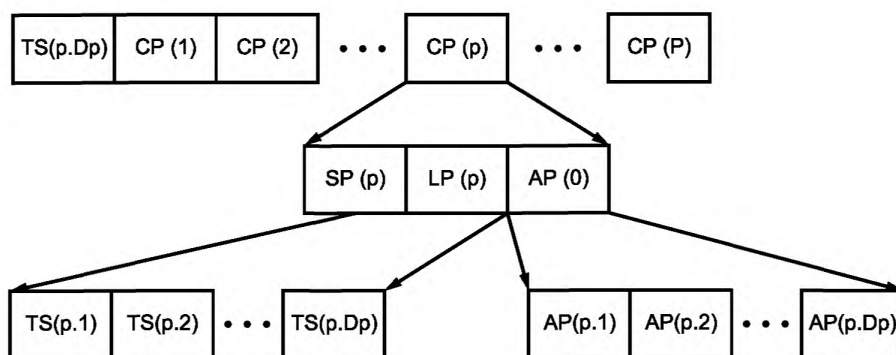 TS(p.Dp) CP (1) CP (2) • • • CP (p) • • • CP (P)
SP (p) LP (p) AP (0)
TS(p.1) TS(p.2) • • • TS(p.Dp) AP(p.1) AP(p.2) • • • AP(p.Dp)